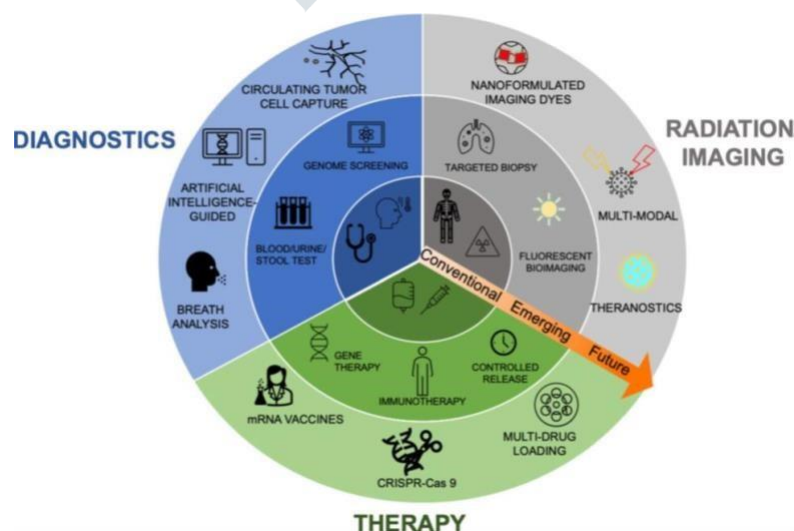 DIAGNOSTICS
CIRCULATING TUMOR
CELL CAPTURE
ARTIFICIAL
INTELLIGENCE-
GUIDED
BREATH
ANALYSIS
GENOME SCREENING
BLOOD/URINE/
STOOL TEST
RADIATION
IMAGING
NANOFORMULATED
IMAGING DYES
MULTI-MODAL
THERANOSTICS
TARGETED BIOPSY
FLUORESCENT
BIOIMAGING
Conventional Emerging Future
GENE
THERAPY
IMMUNOTHERAPY
CONTROLLED
RELEASE
mRNA VACCINES
CRISPR-Cas 9
MULTI-DRUG
LOADING
THERAPY